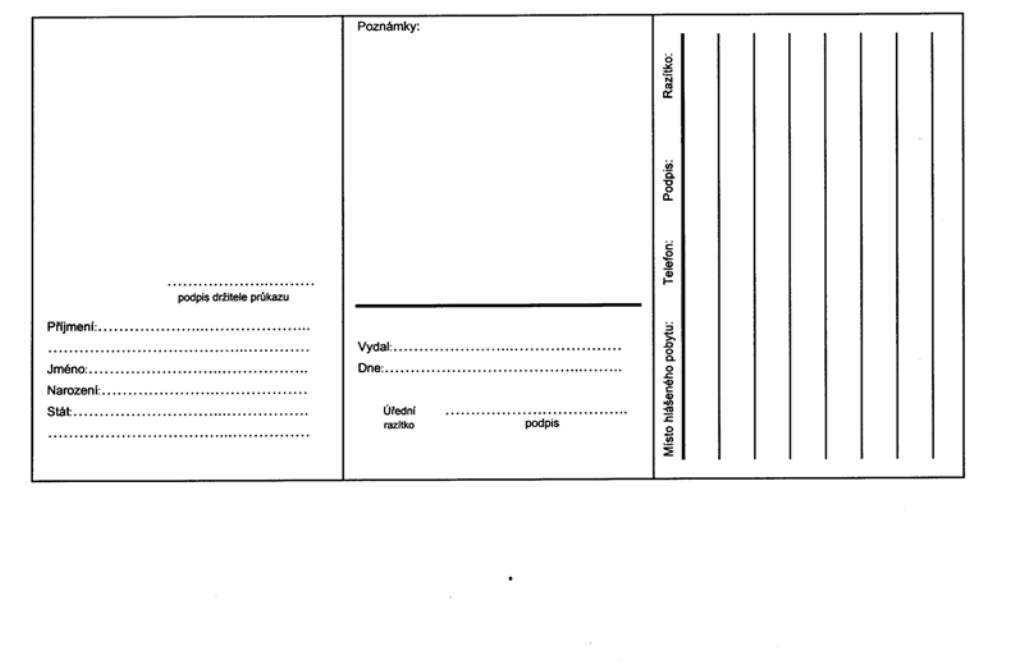 podpis držitele průkazu
Příjmení:
Jméno:
Narození:
Stát:
Poznámky:
Vydal:
Dne:
Úřední
razítko
podpis
Místo hlášeného pobytu: Telefon: Podpis: Razítko: